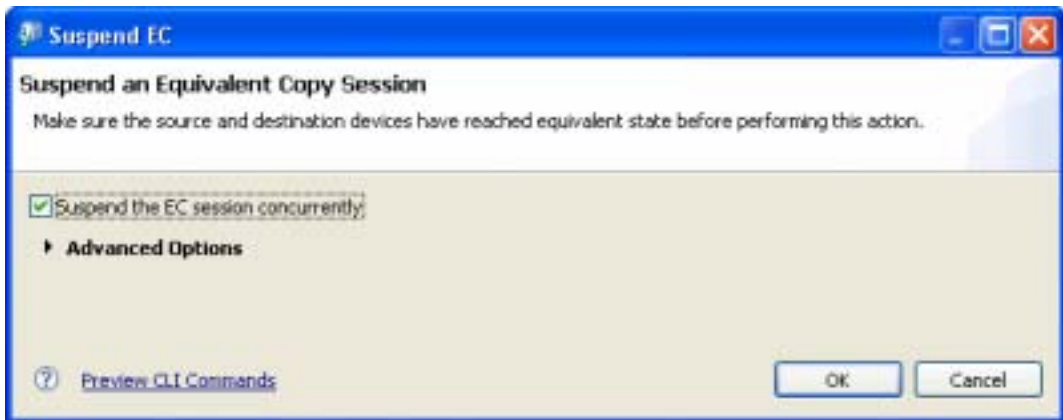 Suspend EC
Suspend an Equivalent Copy Session
Make sure the source and destination devices have reached equivalent state before performing this action.
Suspend the EC session concurrently
Advanced Options
? Preview CLI Commands
OK Cancel